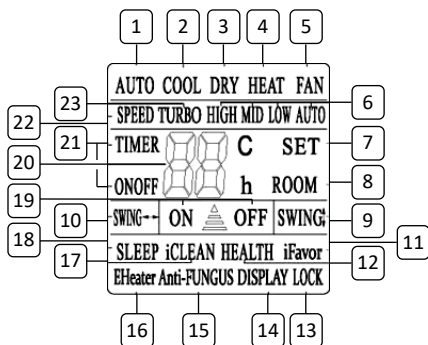 1 2 3 4 5
AUTO COOL DRY HEAT FAN
23 6
22 SPEED TURBO HIGH MID LOW AUTO
21 TIMER 88 C SET 7
20
ONOFF h ROOM 8
19
10 SWING ON OFF SWING 9
18 11
SLEEP iCLEAN HEALTH iFavor
17 12
EHeater Anti-FUNGUS DISPLAY LOCK
16 15 14 13